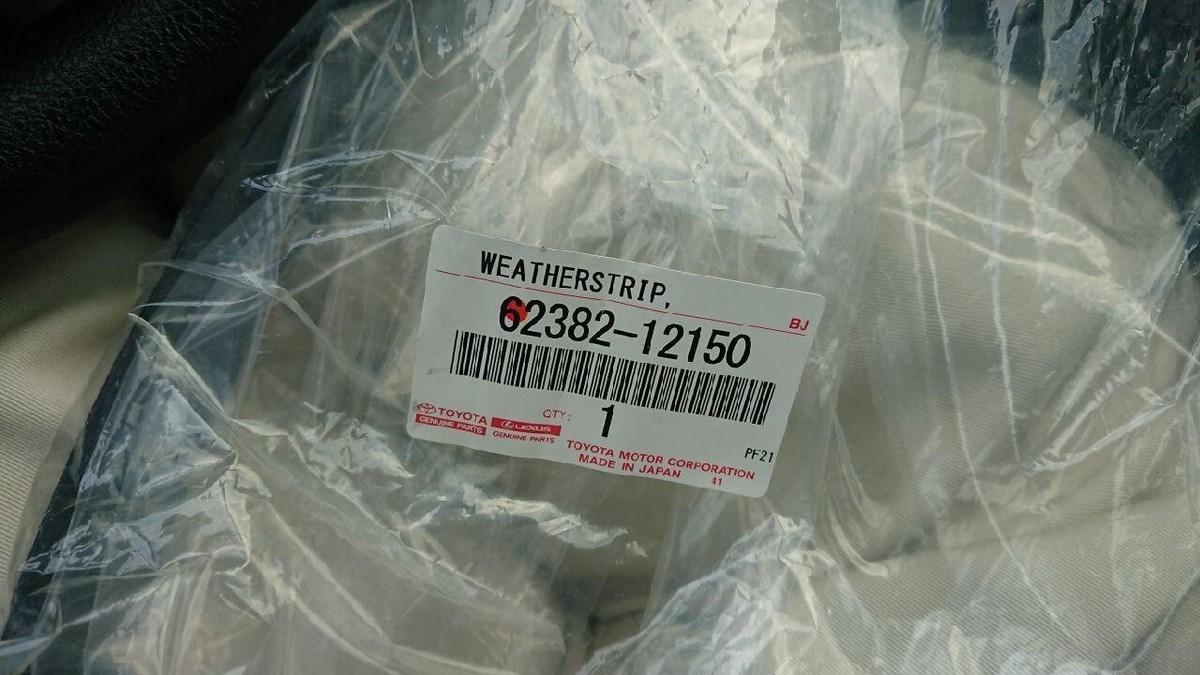 WEATHERSTRIP,
BJ
62382-12150
TOYOTA
GENUINE PARTS
LEXUS
GENUINE PARTS
QTY:
1
PF21
TOYOTA MOTOR CORPORATION
MADE IN JAPAN
41